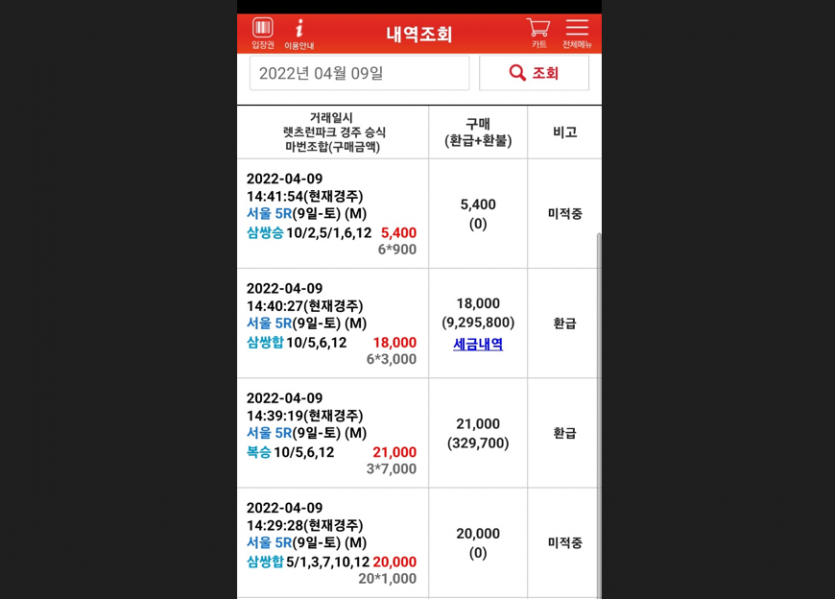 입장권
이용안내
내역조회
카트
전체메뉴
2022년 04월 09일
조회
거래일시
렛츠런파크 경주 승식
마번조합(구매금액)
구매
(환급+환불)
비고
2022-04-09
14:41:54(현재경주)
서울 5R(9일-토) (M)
삼쌍승 10/2,5/1,6,12 5,400
6*900
5,400
(0)
미적중
2022-04-09
14:40:27(현재경주)
서울 5R(9일-토) (M)
삼쌍합 10/5,6,12 18,000
6*3,000
18,000
(9,295,800)
세금내역
환급
2022-04-09
14:39:19(현재경주)
서울 5R(9일-토) (M)
복승 10/5,6,12 21,000
3*7,000
21,000
(329,700)
환급
2022-04-09
14:29:28(현재경주)
서울 5R(9일-토) (M)
삼쌍합 5/1,3,7,10,12 20,000
20*1,000
20,000
(0)
미적중